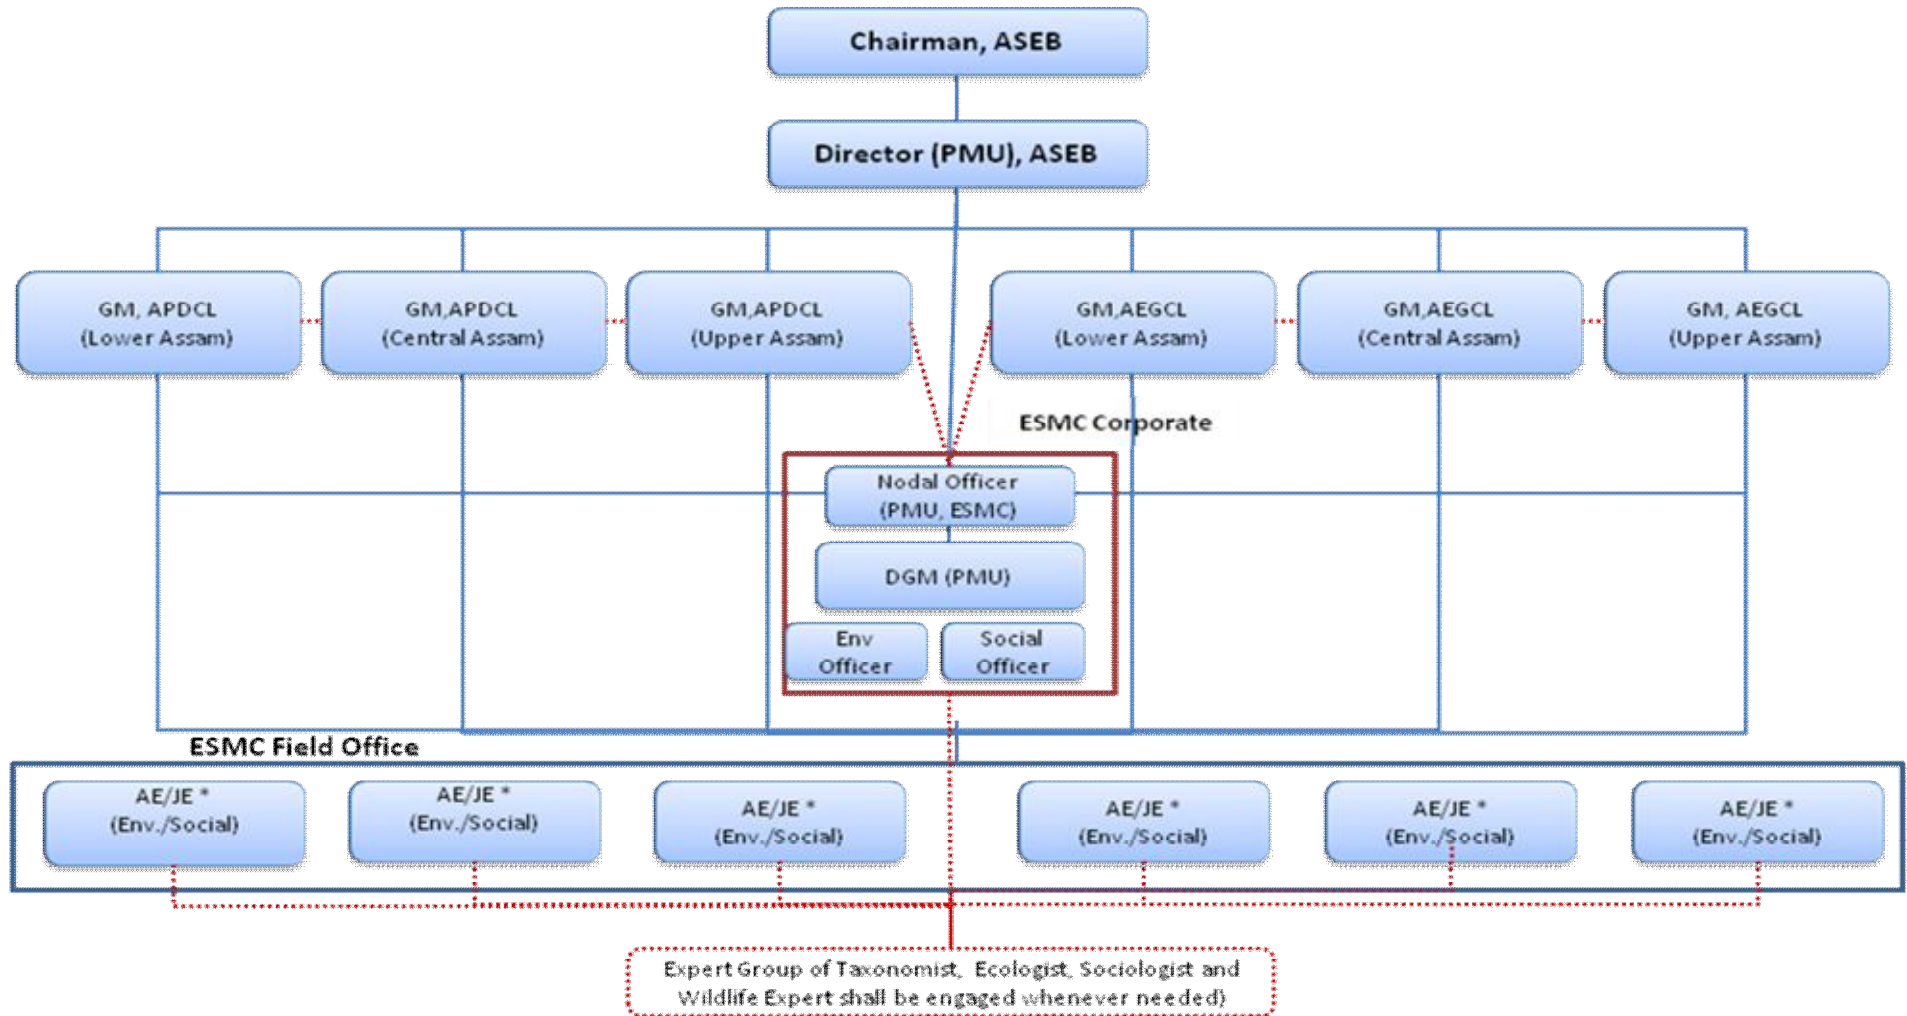 Chairman, ASEB
Director (PMU), ASEB
GM, APDCL
(Lower Assam)
GM,APDCL
(Central Assam)
GM,APDCL
(Upper Assam)
GM,AEGCL
(Lower Assam)
GM,AEGCL
(Central Assam)
GM, AEGCL
(Upper Assam)
ESMC Corporate
Nodal Officer
(PMU, ESMC)
DGM (PMU)
Env
Officer
Social
Officer
ESMC Field Office
AE/JE *
(Env./Social)
AE/JE *
(Env./Social)
AE/JE *
(Env./Social)
AE/JE *
(Env./Social)
AE/JE *
(Env./Social)
AE/JE *
(Env./Social)
Expert Group of Taxonomist, Ecologist, Sociologist and
Wildlife Expert shall be engaged whenever needed)